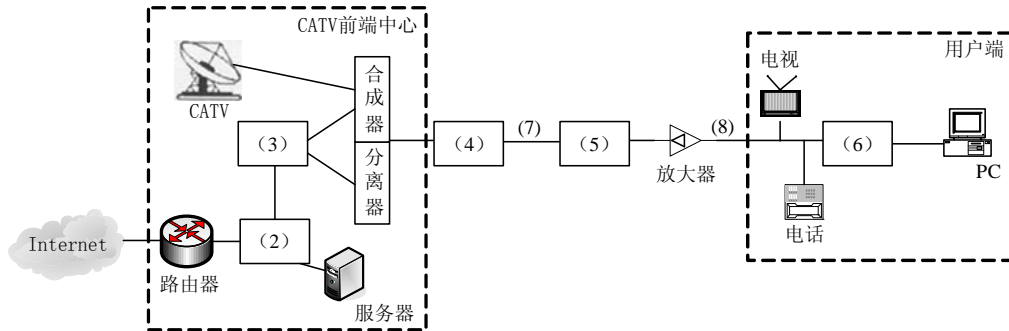 CATV前端中心
用户端
电视
CATV
合成器
分离器
(3)
(4)
(7)
(5)
(8)
(6)
放大器
PC
电话
Internet
(2)
路由器
服务器